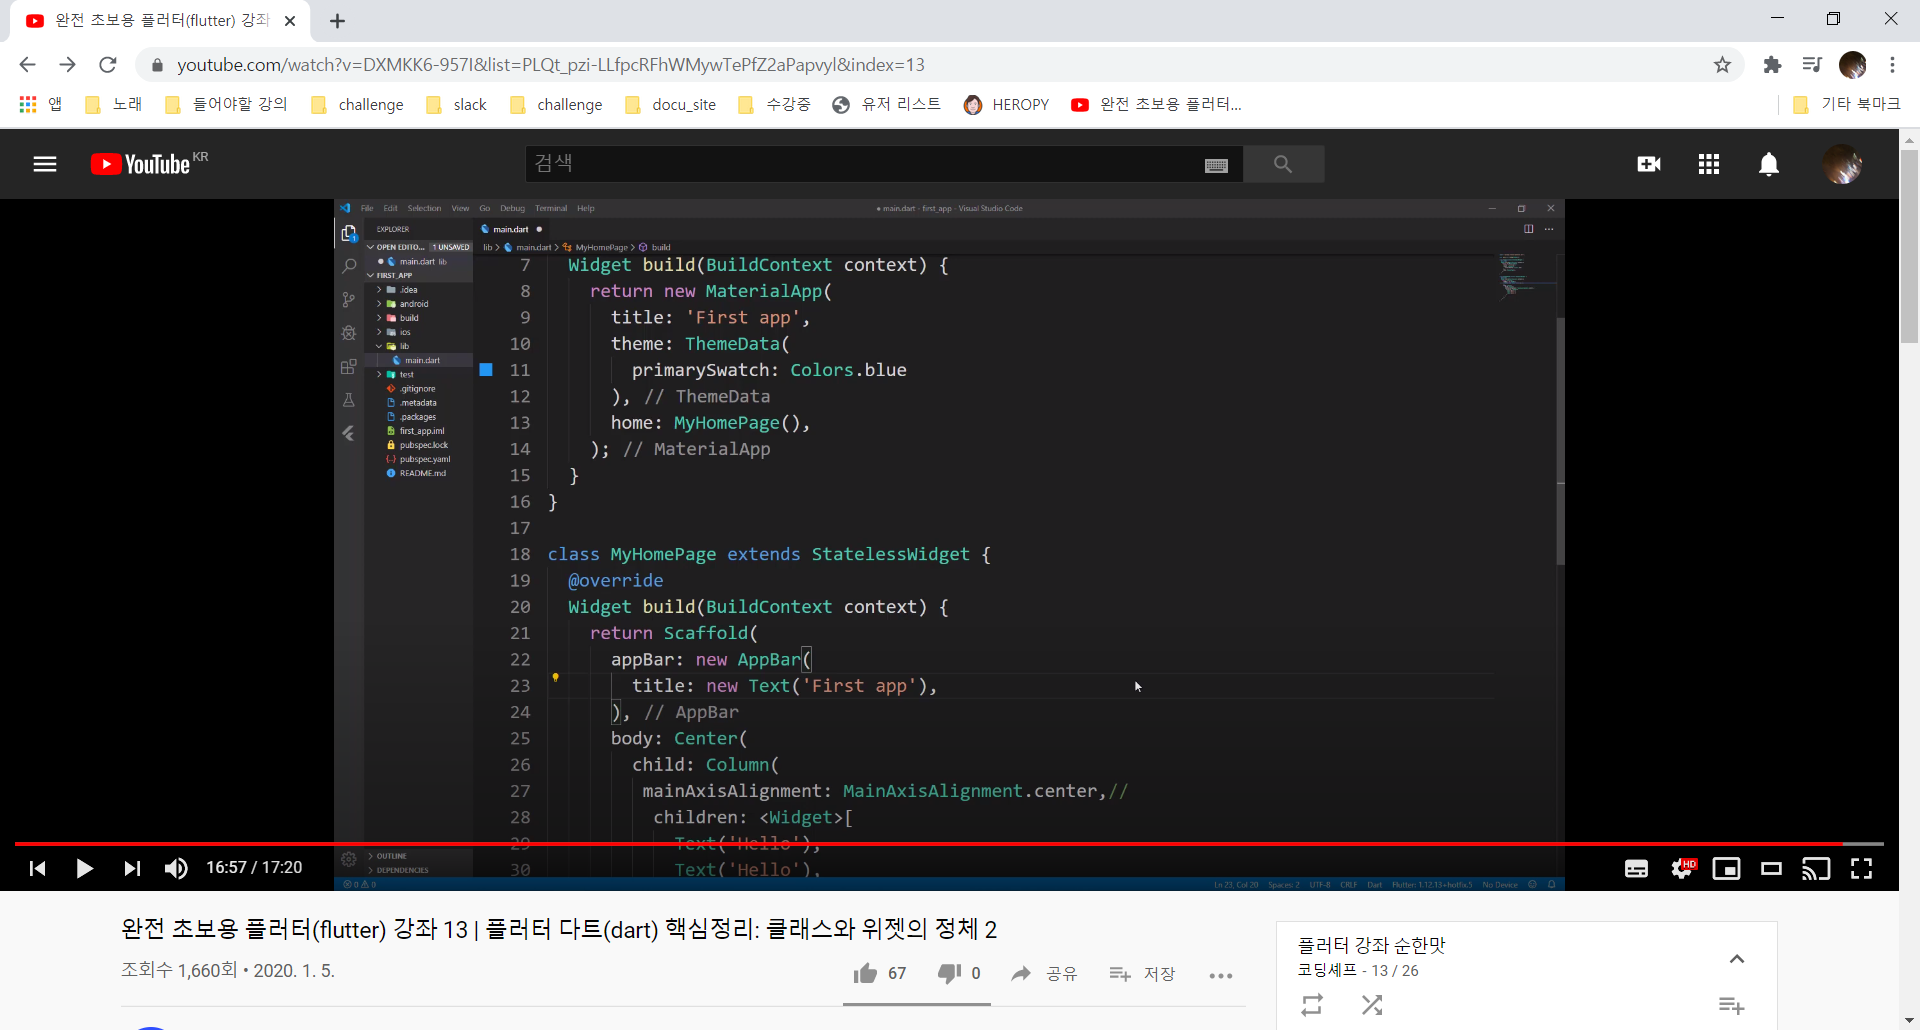 완전 초보용 플러터(flutter) 강좌
youtube.com/watch?v=DXMKK6-957I&list=PLQt_pzi-LLfpcRFhWMywTePfZ2aPapvyl&index=13
앱 노래 들어야할 강의 challenge slack challenge docu_site 수강중 유저 리스트 HEROPY 완전 초보용 플러터... 기타 북마크
YouTube KR 검색
File Edit Selection View Go Debug Terminal Help ● main.dart - first_app - Visual Studio Code
EXPLORER main.dart ●
OPEN EDITO... 1 UNSAVED lib > main.dart > MyHomePage > build
● main.dart lib
FIRST_APP
.idea
android
build
ios
lib
main.dart
test
.gitignore
.metadata
.packages
first_app.iml
pubspec.lock
pubspec.yaml
README.md
OUTLINE
DEPENDENCIES
7 Widget build(BuildContext context) {
8 return new MaterialApp(
9 title: 'First app',
10 theme: ThemeData(
11 primarySwatch: Colors.blue
12 ), // ThemeData
13 home: MyHomePage(),
14 ); // MaterialApp
15 }
16 }
17
18 class MyHomePage extends StatelessWidget {
19 @override
20 Widget build(BuildContext context) {
21 return Scaffold(
22 appBar: new AppBar(
23 title: new Text('First app'),
24 ), // AppBar
25 body: Center(
26 child: Column(
27 mainAxisAlignment: MainAxisAlignment.center,//
28 children: <Widget>[
29 Text('Hello'),
30 Text('Hello'),
16:57 / 17:20 HD
0 0 Ln 23, Col 20 Spaces: 2 UTF-8 CRLF Dart Flutter: 1.12.13+hotfix.5 No Device
완전 초보용 플러터(flutter) 강좌 13 | 플러터 다트(dart) 핵심정리: 클래스와 위젯의 정체 2
조회수 1,660회 • 2020. 1. 5.
67 0 공유 저장
플러터 강좌 순한맛
코딩셰프 - 13 / 26